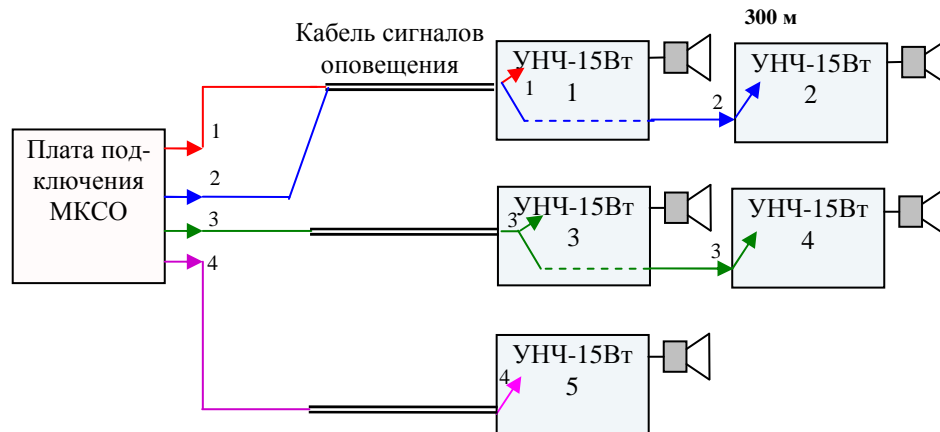 300 м
Кабель сигналов
оповещения
УНЧ-15Вт
1
1
УНЧ-15Вт
2
2
Плата под-
ключения
МКСО
1
2
3
4
УНЧ-15Вт
3
3
УНЧ-15Вт
4
3
УНЧ-15Вт
5
4